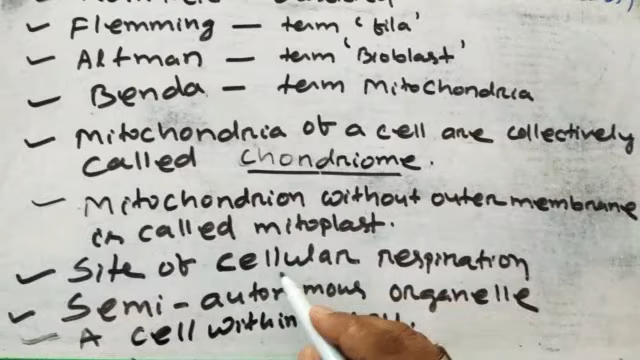 ✓ Flemming – term 'fila'
✓ Altman – term 'Bioblast'
✓ Benda – term Mitochondria
✓ Mitochondria of a cell are collectively
called chondriome.
✓ Mitochondrion without outer membrane
is called mitoplast.
✓ Site of cellular respiration
✓ Semi-autonomous organelle
A cell within